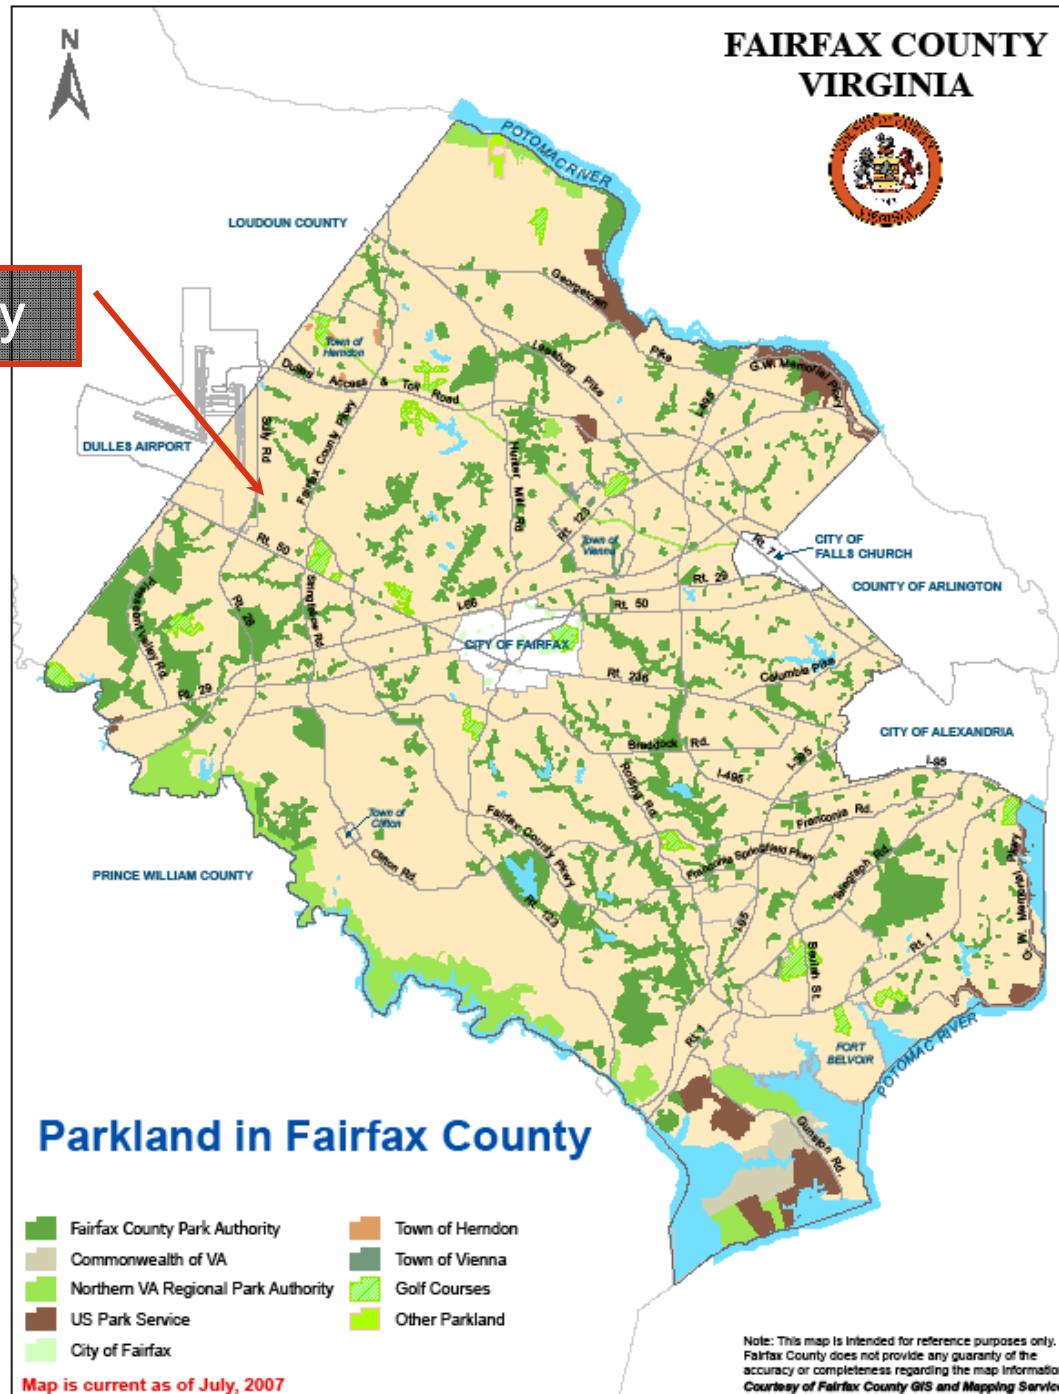 N
FAIRFAX COUNTY
VIRGINIA
COUNTY OF FAIRFAX
1742
VIRGINIA
POTOMAC RIVER
LOUDOUN COUNTY
y
Georgetown
Pike
Leesburg
Pike
G.W. Memorial Pkwy
I-495
Town of
Herndon
Dulles Access & Toll Road
Fairfax County Pkwy
Sully Rd
DULLES AIRPORT
Hunter Mill Rd
Rt. 123
Town of
Vienna
Rt. 7
CITY OF
FALLS CHURCH
COUNTY OF ARLINGTON
Rt. 50
Rt. 29
Rt. 50
I-66
Pleasant Valley Rd.
Rt. 28
Stringfellow Rd
CITY OF FAIRFAX
Rt. 29
Rt. 236
Columbia Pike
CITY OF ALEXANDRIA
Braddock Rd.
I-395
I-495
I-95
Rolling Rd.
Town of
Clifton
Clifton Rd.
Fairfax County Pkwy
Franconia Rd.
Franconia Springfield Pkwy
Telegraph Rd.
G.W. Memorial Pkwy
PRINCE WILLIAM COUNTY
Rt. 123
I-95
Beulah St.
Rt. 1
Rt. 1
FORT
BELVOIR
POTOMAC RIVER
Gunston Rd.
Parkland in Fairfax County
Fairfax County Park Authority
Commonwealth of VA
Northern VA Regional Park Authority
US Park Service
City of Fairfax
Town of Herndon
Town of Vienna
Golf Courses
Other Parkland
Map is current as of July, 2007
Note: This map is intended for reference purposes only.
Fairfax County does not provide any guaranty of the
accuracy or completeness regarding the map information
Courtesy of Fairfax County GIS and Mapping Service